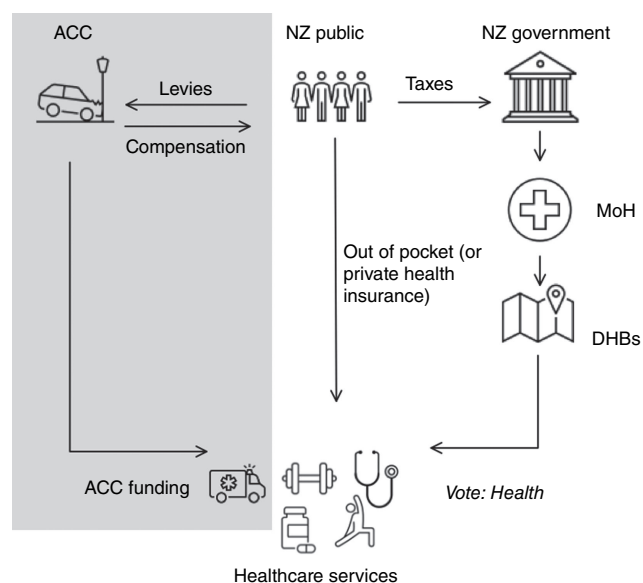 ACC
NZ public
NZ government
Levies
Taxes
Compensation
MoH
Out of pocket (or
private health
insurance)
DHBs
ACC funding
Vote: Health
Healthcare services